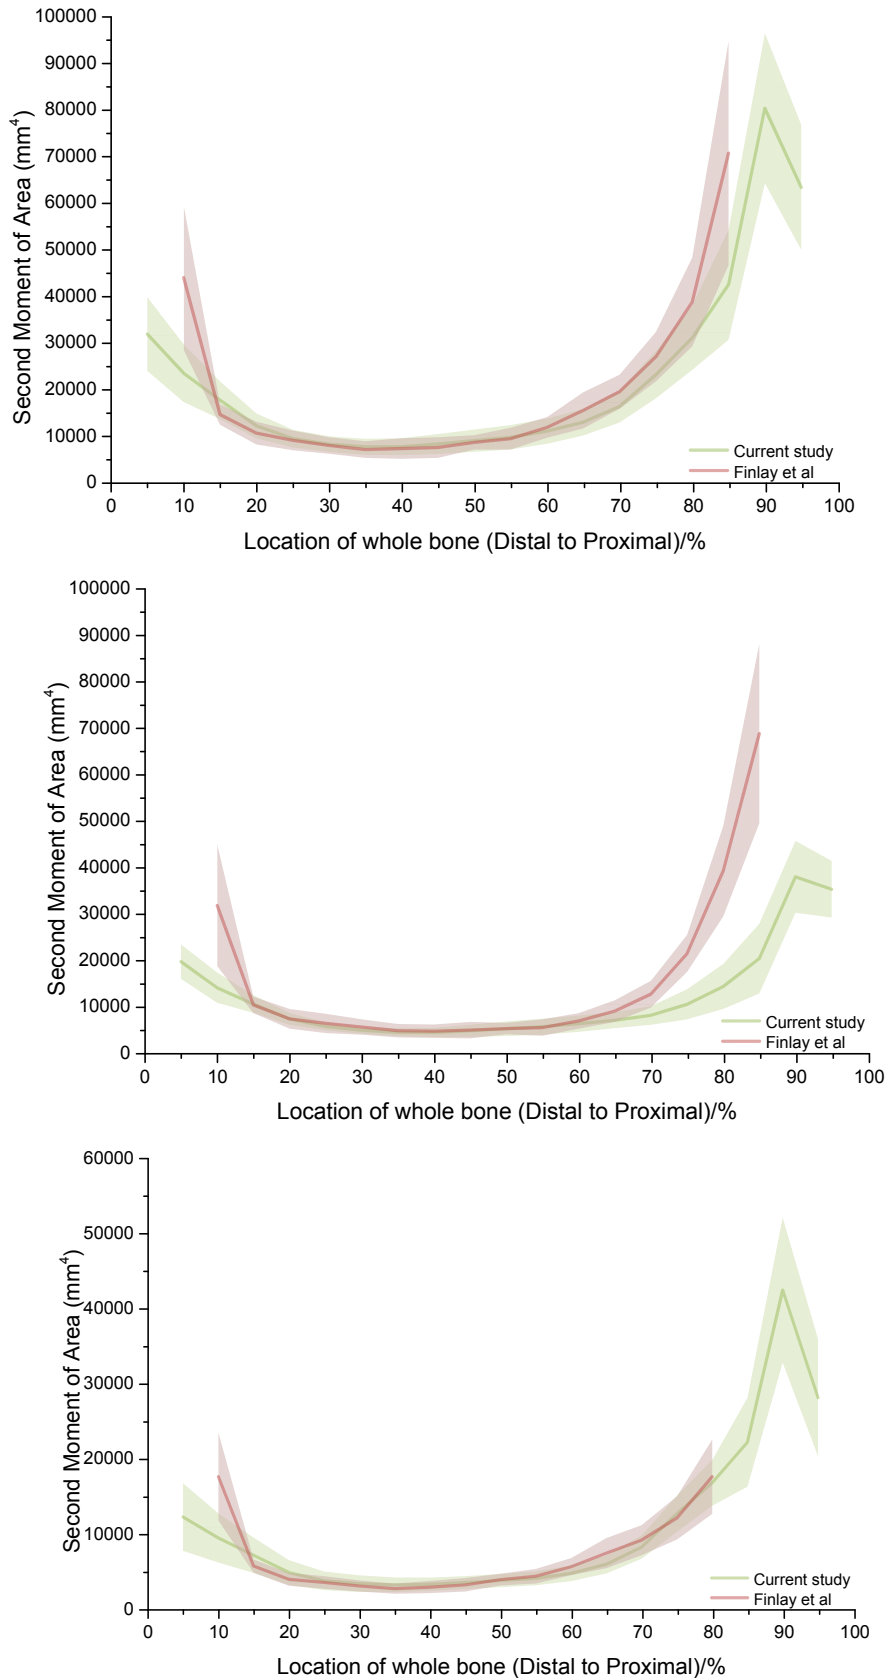 100000
90000
80000
70000
60000
50000
40000
30000
20000
10000
0
Second Moment of Area (mm⁴)
Current study
Finlay et al
0 10 20 30 40 50 60 70 80 90 100
Location of whole bone (Distal to Proximal)/%
100000
90000
80000
70000
60000
50000
40000
30000
20000
10000
0
Second Moment of Area (mm⁴)
Current study
Finlay et al
0 10 20 30 40 50 60 70 80 90 100
Location of whole bone (Distal to Proximal)/%
60000
50000
40000
30000
20000
10000
0
Second Moment of Area (mm⁴)
Current study
Finlay et al
0 10 20 30 40 50 60 70 80 90 100
Location of whole bone (Distal to Proximal)/%